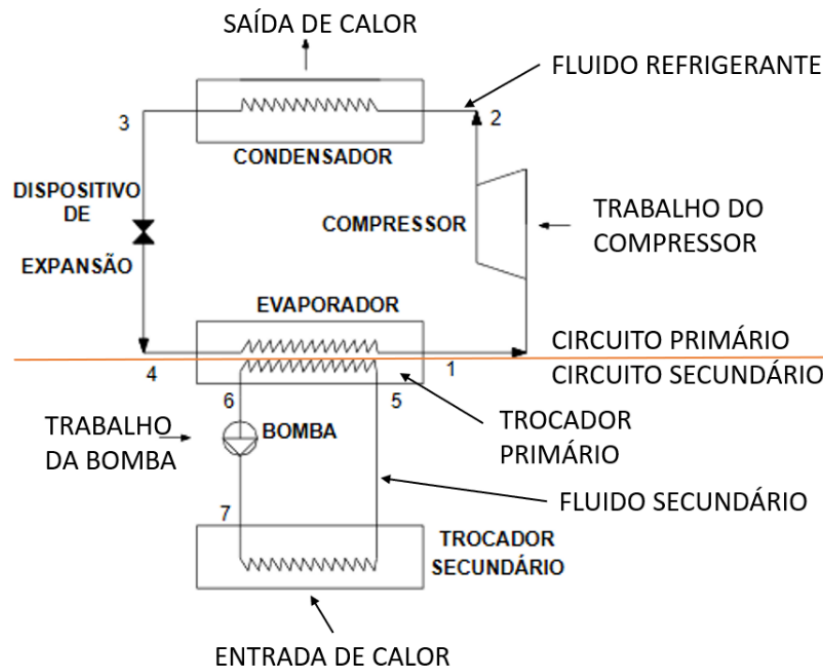 SAÍDA DE CALOR
FLUIDO REFRIGERANTE
3
2
CONDENSADOR
DISPOSITIVO
DE
EXPANSÃO
COMPRESSOR
TRABALHO DO
COMPRESSOR
EVAPORADOR
CIRCUITO PRIMÁRIO
4
1
CIRCUITO SECUNDÁRIO
6
5
TRABALHO
DA BOMBA
BOMBA
TROCADOR
PRIMÁRIO
FLUIDO SECUNDÁRIO
7
TROCADOR
SECUNDÁRIO
ENTRADA DE CALOR